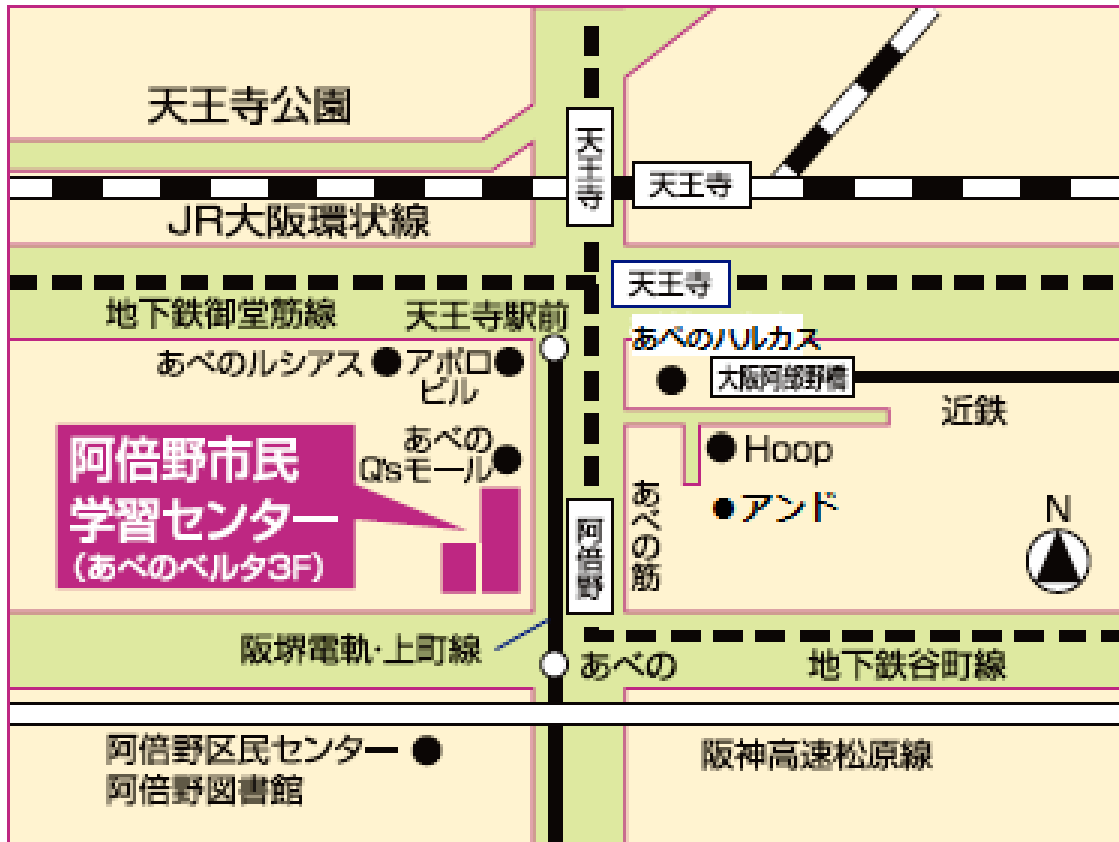 天王寺公園
天王寺
天王寺
JR大阪環状線
天王寺
地下鉄御堂筋線
天王寺駅前
あべのハルカス
あべのルシアス
アポロ
ビル
大阪阿部野橋
近鉄
阿倍野市民
学習センター
(あべのベルタ3F)
あべの
Q'sモール
Hoop
アンド
あべの筋
阿倍野
N
阪堺電軌・上町線
あべの
地下鉄谷町線
阿倍野区民センター
阿倍野図書館
阪神高速松原線